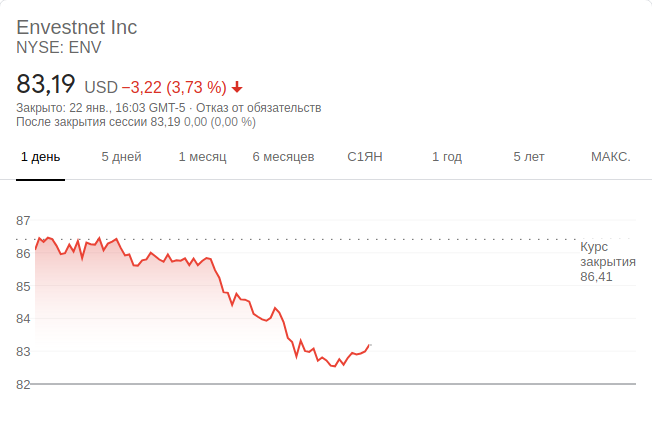 Envestnet Inc
NYSE: ENV
83,19 USD −3,22 (3,73 %)
Закрыто: 22 янв., 16:03 GMT-5 · Отказ от обязательств
После закрытия сессии 83,19 0,00 (0,00 %)
1 день 5 дней 1 месяц 6 месяцев С1ЯН 1 год 5 лет МАКС.
87
86
85
84
83
82
Курс
закрытия
86,41